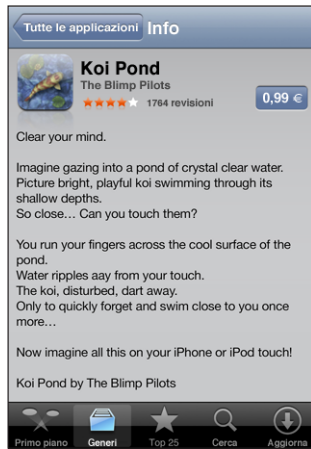 Tutte le applicazioni Info
Koi Pond
The Blimp Pilots
1764 revisioni
0,99 €
Clear your mind.
Imagine gazing into a pond of crystal clear water.
Picture bright, playful koi swimming through its
shallow depths.
So close… Can you touch them?
You run your fingers across the cool surface of the
pond.
Water ripples aay from your touch.
The koi, disturbed, dart away.
Only to quickly forget and swim close to you once
more…
Now imagine all this on your iPhone or iPod touch!
Koi Pond by The Blimp Pilots
Primo piano Generi Top 25 Cerca Aggiorna